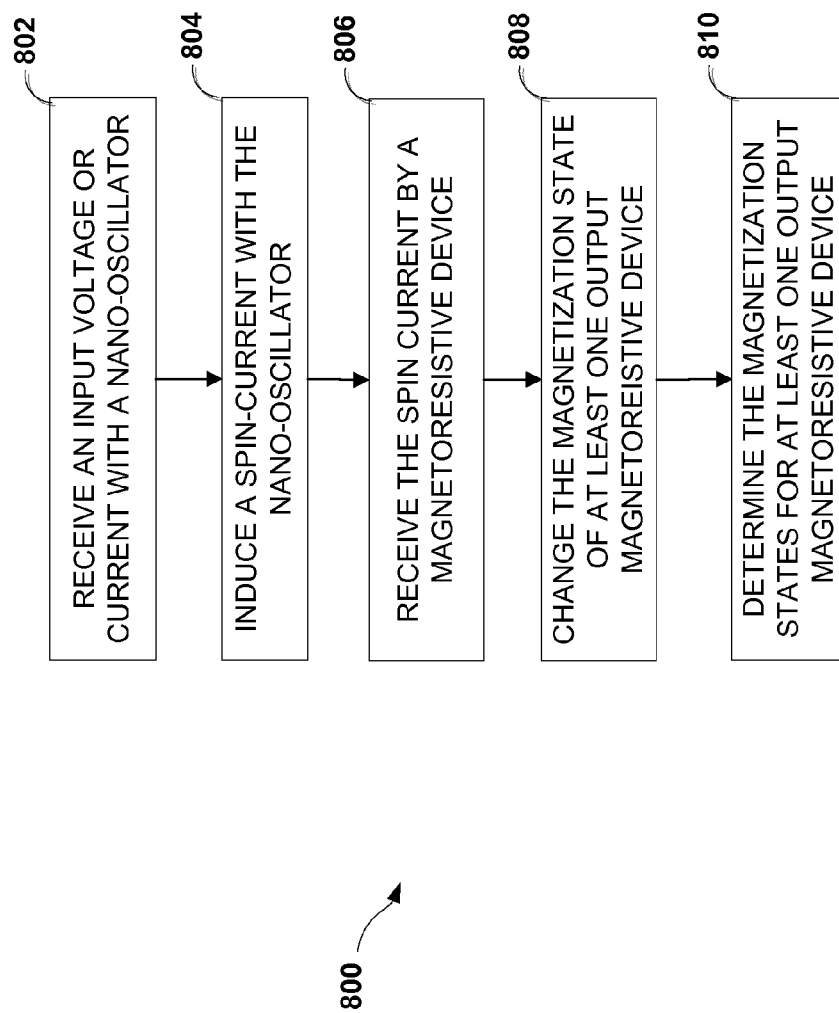 802
RECEIVE AN INPUT VOLTAGE OR
CURRENT WITH A NANO-OSCILLATOR
804
INDUCE A SPIN-CURRENT WITH THE
NANO-OSCILLATOR
806
RECEIVE THE SPIN CURRENT BY A
MAGNETORESISTIVE DEVICE
808
CHANGE THE MAGNETIZATION STATE
OF AT LEAST ONE OUTPUT
MAGNETOREISTIVE DEVICE
810
DETERMINE THE MAGNETIZATION
STATES FOR AT LEAST ONE OUTPUT
MAGNETORESISTIVE DEVICE
800